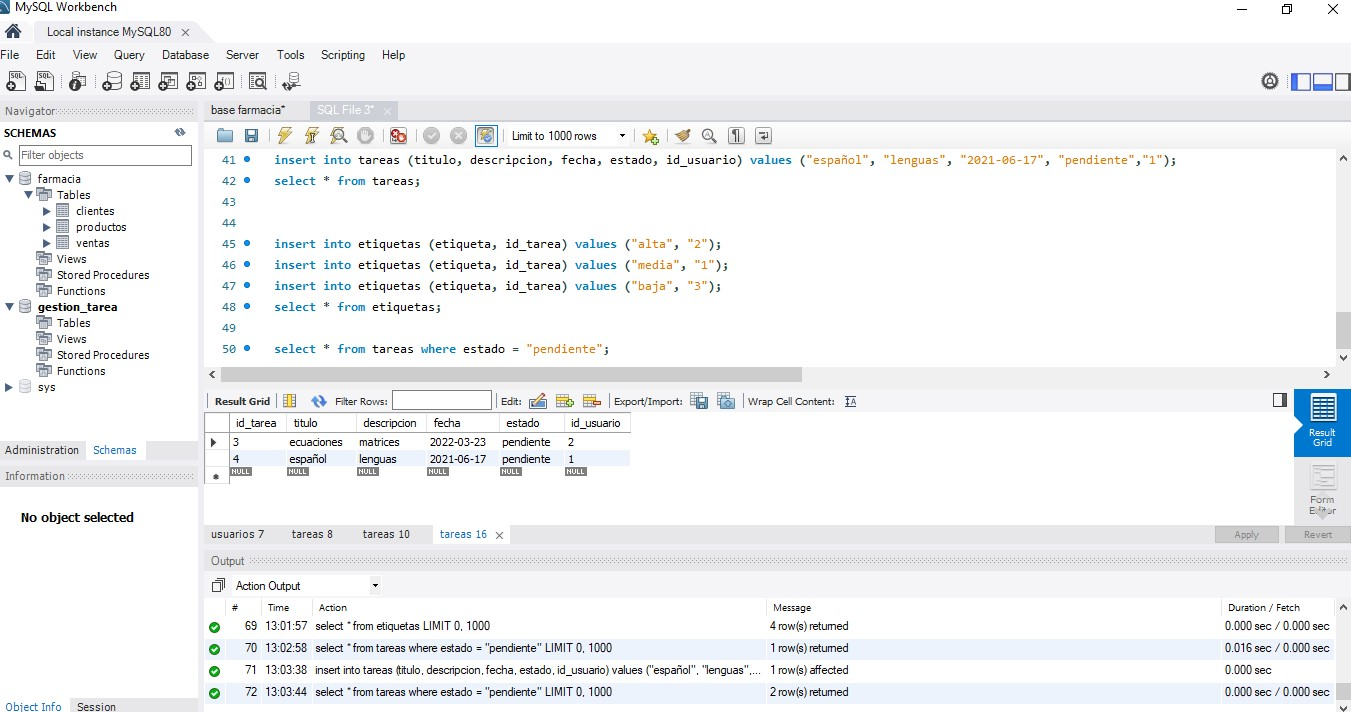 MySQL Workbench
Local instance MySQL80
File Edit View Query Database Server Tools Scripting Help
Navigator
SCHEMAS
Filter objects
farmacia
Tables
clientes
productos
ventas
Views
Stored Procedures
Functions
gestion_tarea
Tables
Views
Stored Procedures
Functions
sys
Administration Schemas
Information
No object selected
Object Info Session
base farmacia* SQL File 3*
Limit to 1000 rows
41 insert into tareas (titulo, descripcion, fecha, estado, id_usuario) values ("español", "lenguas", "2021-06-17", "pendiente","1");
42 select * from tareas;
43
44
45 insert into etiquetas (etiqueta, id_tarea) values ("alta", "2");
46 insert into etiquetas (etiqueta, id_tarea) values ("media", "1");
47 insert into etiquetas (etiqueta, id_tarea) values ("baja", "3");
48 select * from etiquetas;
49
50 select * from tareas where estado = "pendiente";
Result Grid Filter Rows: Edit: Export/Import: Wrap Cell Content:
id_tarea titulo descripcion fecha estado id_usuario
3 ecuaciones matrices 2022-03-23 pendiente 2
4 español lenguas 2021-06-17 pendiente 1
NULL NULL NULL NULL NULL NULL
Result
Grid
Form
Editor
usuarios 7 tareas 8 tareas 10 tareas 16 Apply Revert
Output
Action Output
# Time Action Message Duration / Fetch
69 13:01:57 select * from etiquetas LIMIT 0, 1000 4 row(s) returned 0.000 sec / 0.000 sec
70 13:02:58 select * from tareas where estado = "pendiente" LIMIT 0, 1000 1 row(s) returned 0.016 sec / 0.000 sec
71 13:03:38 insert into tareas (titulo, descripcion, fecha, estado, id_usuario) values ("español", "lenguas",... 1 row(s) affected 0.000 sec
72 13:03:44 select * from tareas where estado = "pendiente" LIMIT 0, 1000 2 row(s) returned 0.000 sec / 0.000 sec